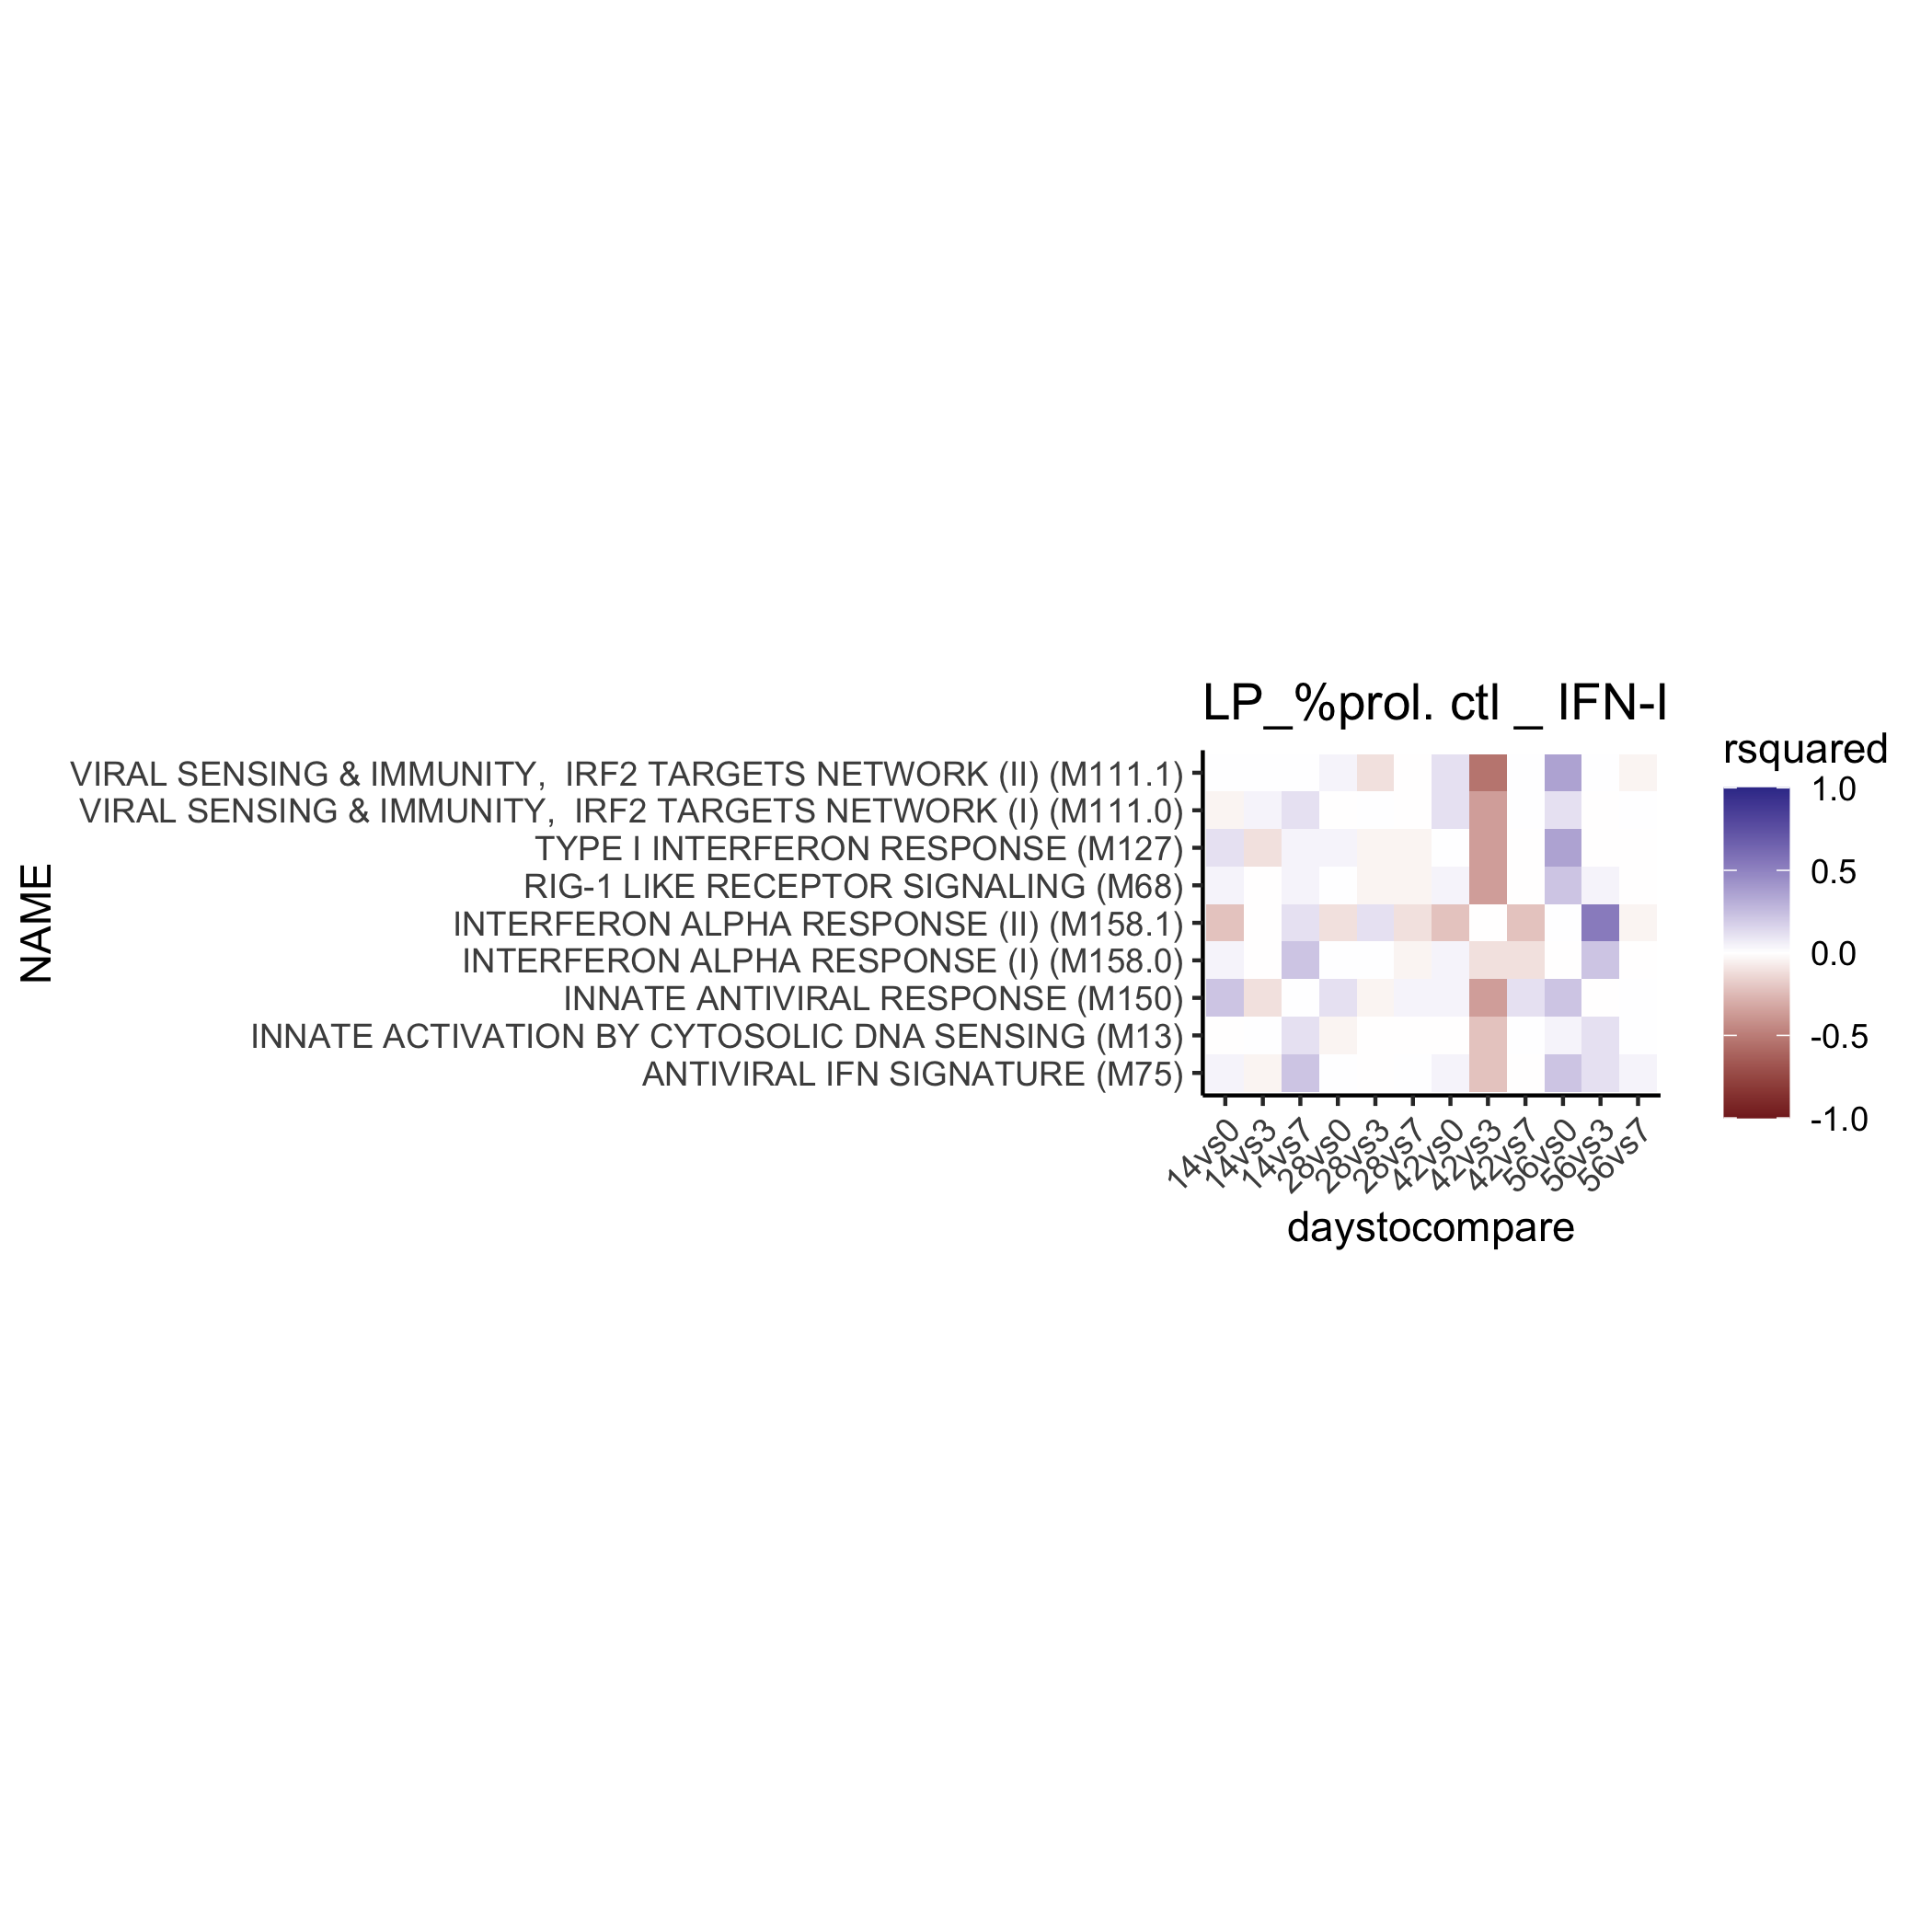 LP_%prol. ctl _ IFN-I
NAME
VIRAL SENSING & IMMUNITY,  IRF2 TARGETS NETWORK (II) (M111.1)
VIRAL SENSING & IMMUNITY,  IRF2 TARGETS NETWORK (I) (M111.0)
TYPE I INTERFERON RESPONSE (M127)
RIG-1 LIKE RECEPTOR SIGNALING (M68)
INTERFERON ALPHA RESPONSE (II) (M158.1)
INTERFERON ALPHA RESPONSE (I) (M158.0)
INNATE ANTIVIRAL RESPONSE (M150)
INNATE ACTIVATION BY CYTOSOLIC DNA SENSING (M13)
ANTIVIRAL IFN SIGNATURE (M75)
14vs0
14vs3
14vs7
28vs0
28vs3
28vs7
42vs0
42vs3
42vs7
56vs0
56vs3
56vs7
daystocompare
rsquared
1.0
0.5
0.0
-0.5
-1.0